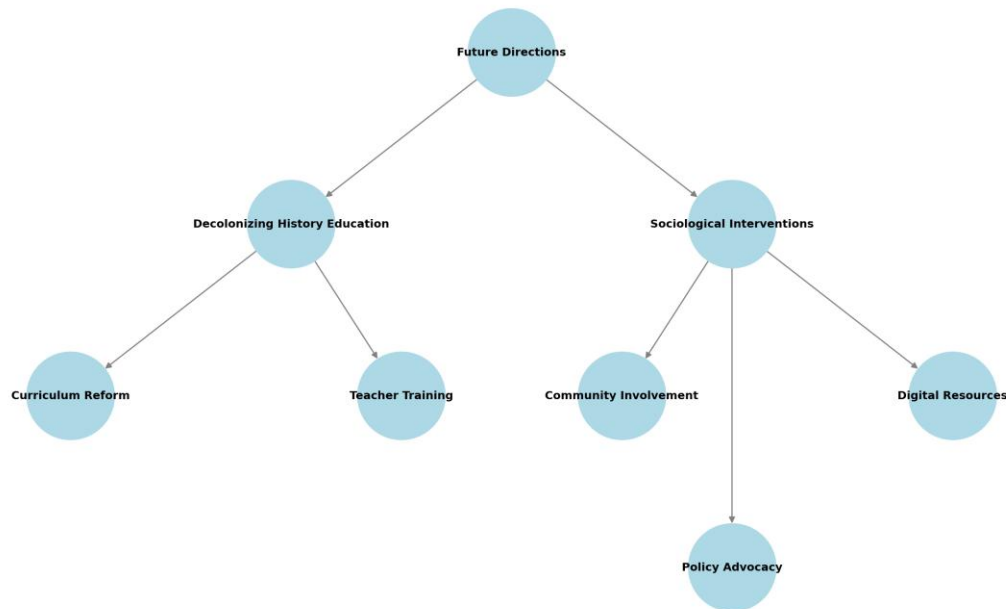 Future Directions
Decolonizing History Education
Sociological Interventions
Curriculum Reform
Teacher Training
Community Involvement
Digital Resources
Policy Advocacy